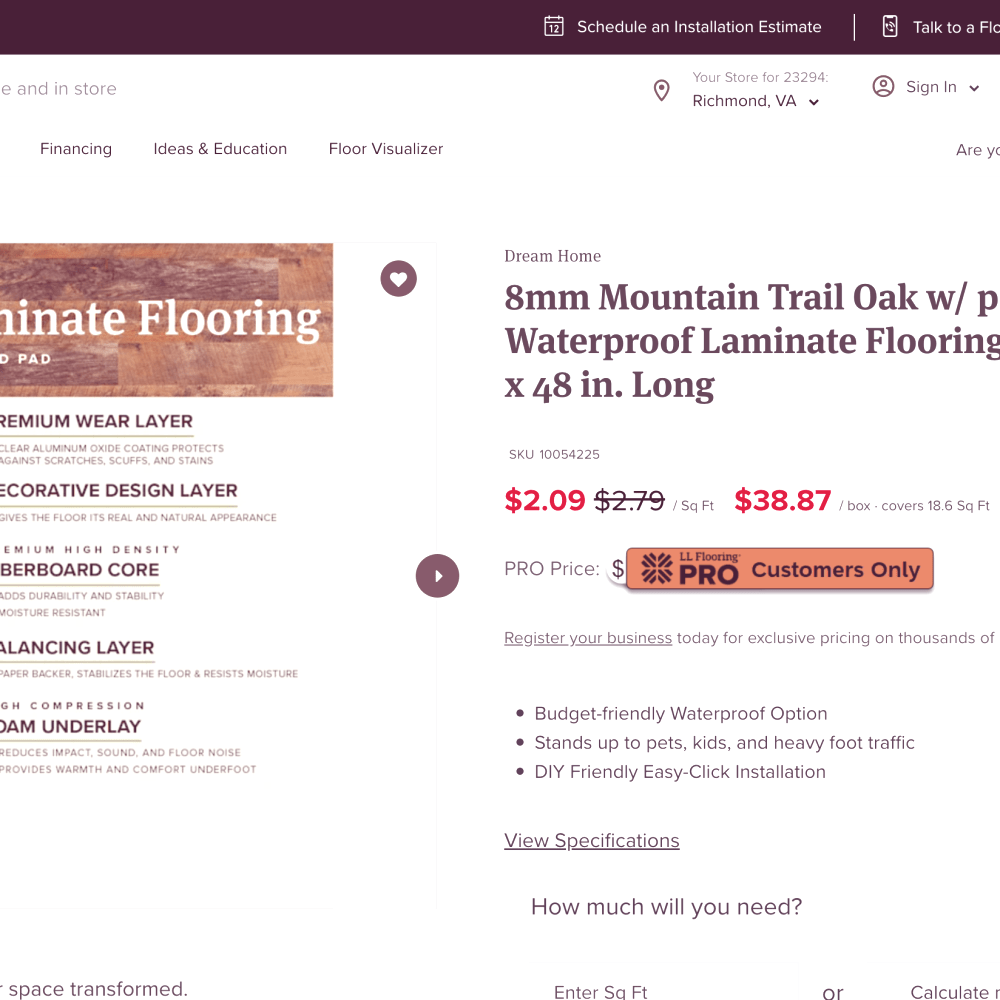 12
Schedule an Installation Estimate
Talk to a Flo
e and in store
Your Store for 23294:
Richmond, VA
Sign In
Financing
Ideas & Education
Floor Visualizer
Are yo
minate Flooring
D PAD
REMIUM WEAR LAYER
CLEAR ALUMINUM OXIDE COATING PROTECTS
AGAINST SCRATCHES, SCUFFS, AND STAINS
ECORATIVE DESIGN LAYER
GIVES THE FLOOR ITS REAL AND NATURAL APPEARANCE
EMIUM HIGH DENSITY
BERBOARD CORE
ADDS DURABILITY AND STABILITY
MOISTURE RESISTANT
ALANCING LAYER
PAPER BACKER, STABILIZES THE FLOOR & RESISTS MOISTURE
GH COMPRESSION
OAM UNDERLAY
REDUCES IMPACT, SOUND, AND FLOOR NOISE
PROVIDES WARMTH AND COMFORT UNDERFOOT
Dream Home
8mm Mountain Trail Oak w/ p
Waterproof Laminate Flooring
x 48 in. Long
SKU 10054225
$2.09 $2.79 / Sq Ft $38.87 / box · covers 18.6 Sq Ft
PRO Price: $ LL Flooring PRO Customers Only
Register your business today for exclusive pricing on thousands of
• Budget-friendly Waterproof Option
• Stands up to pets, kids, and heavy foot traffic
• DIY Friendly Easy-Click Installation
View Specifications
How much will you need?
r space transformed.
Enter Sq Ft
or
Calculate